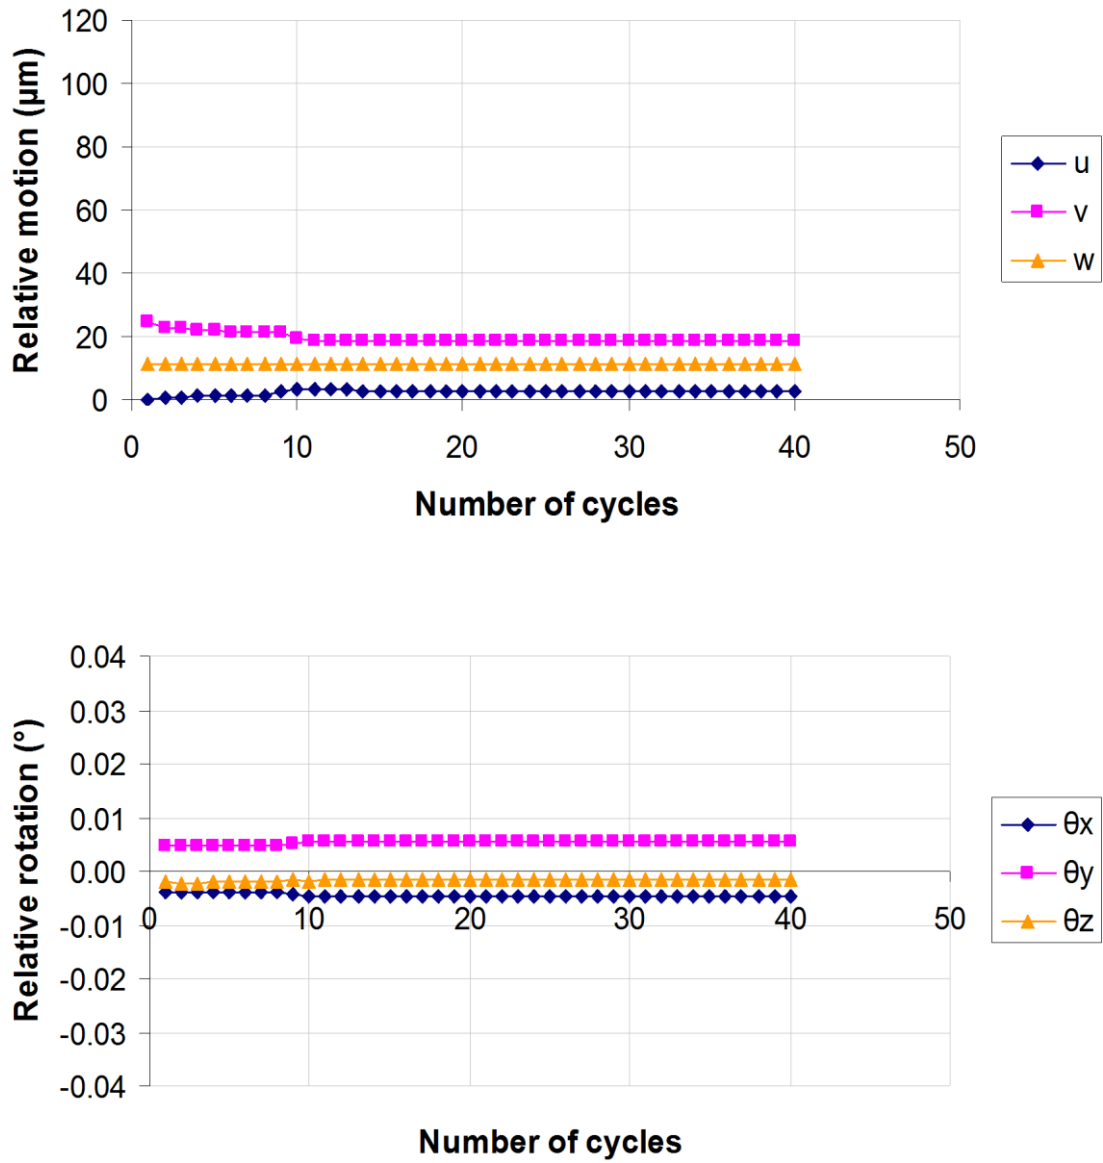 120
100
80
60
40
20
0
Relative motion (μm)
0 10 20 30 40 50
Number of cycles
u
v
w
0.04
0.03
0.02
0.01
0.00
-0.01
-0.02
-0.03
-0.04
Relative rotation (°)
0 10 20 30 40 50
Number of cycles
θx
θy
θz